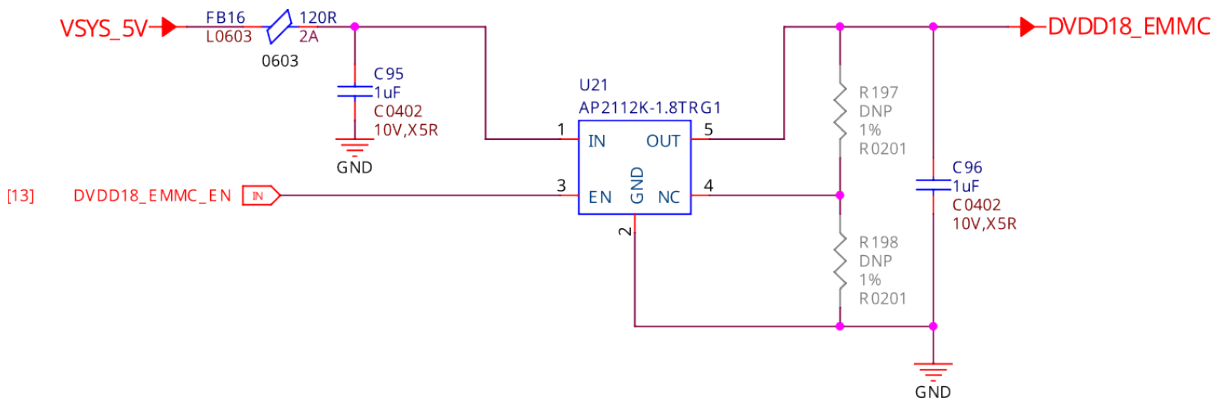 VSYS_5V
FB16
L0603
120R
2A
0603
C95
1uF
C0402
10V,X5R
GND
U21
AP2112K-1.8TRG1
1
IN
OUT
5
3
EN
GND
NC
4
2
[13]
DVDD18_EMMC_EN
IN
DVDD18_EMMC
R197
DNP
1%
R0201
C96
1uF
C0402
10V,X5R
R198
DNP
1%
R0201
GND